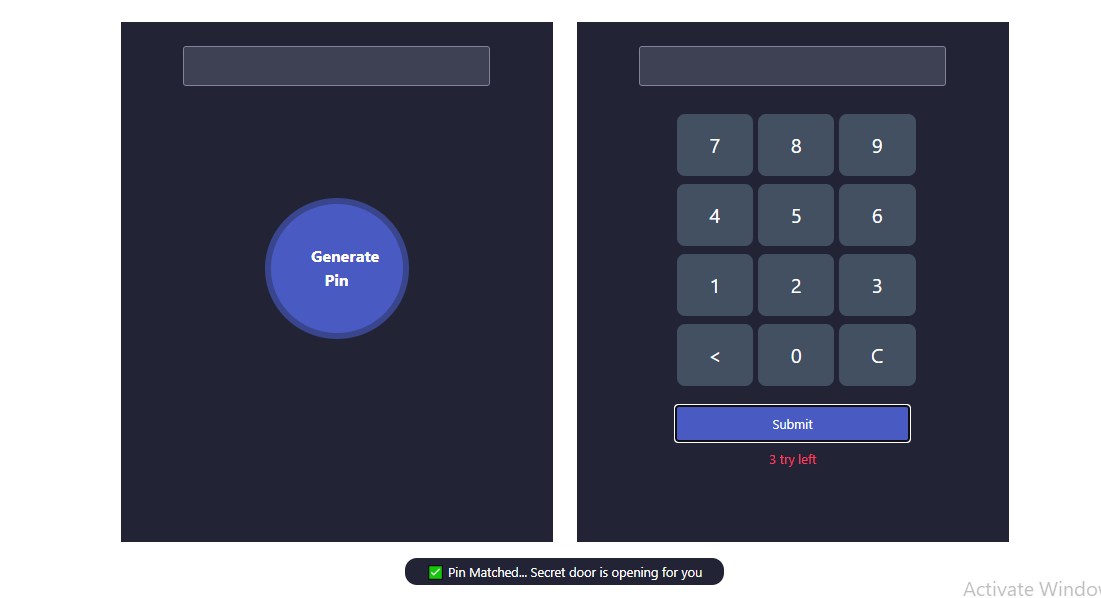 Generate
Pin
7 8 9
4 5 6
1 2 3
< 0 C
Submit
3 try left
✅ Pin Matched... Secret door is opening for you
Activate Windo